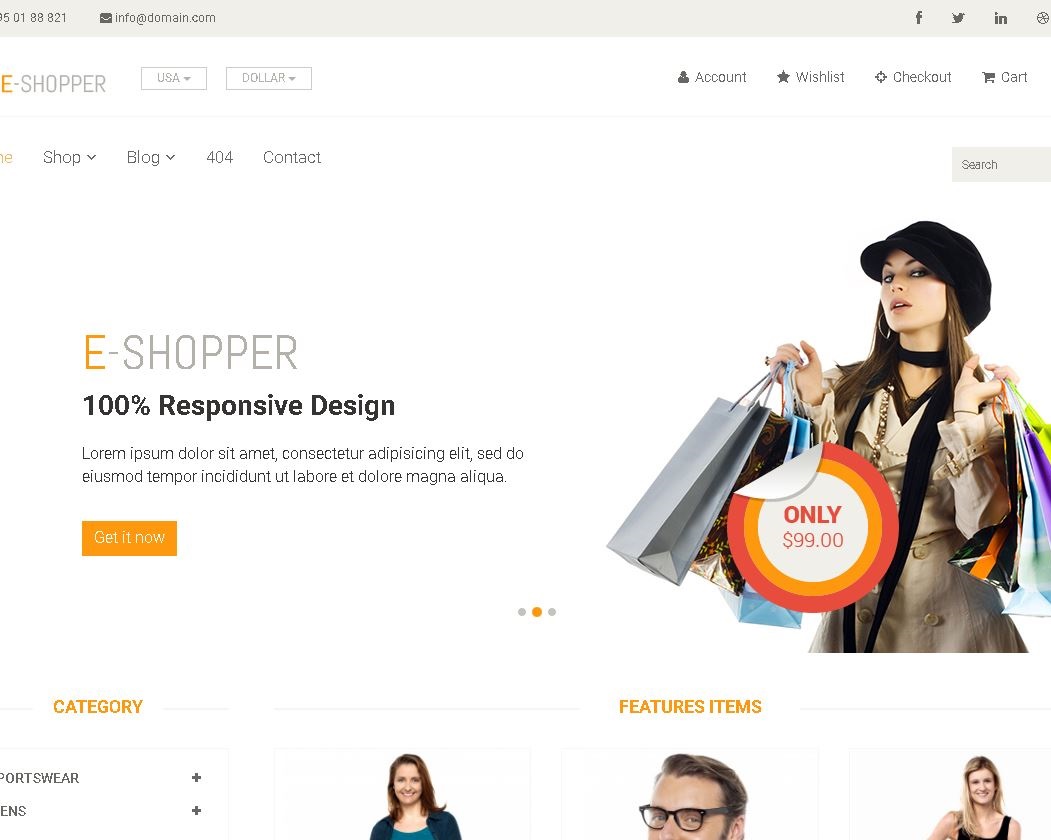 95 01 88 821
info@domain.com
E-SHOPPER
USA
DOLLAR
Account
Wishlist
Checkout
Cart
Shop
Blog
404
Contact
Search
E-SHOPPER
100% Responsive Design
Lorem ipsum dolor sit amet, consectetur adipisicing elit, sed do
eiusmod tempor incididunt ut labore et dolore magna aliqua.
Get it now
ONLY
$99.00
CATEGORY
FEATURES ITEMS
PORTSWEAR
ENS